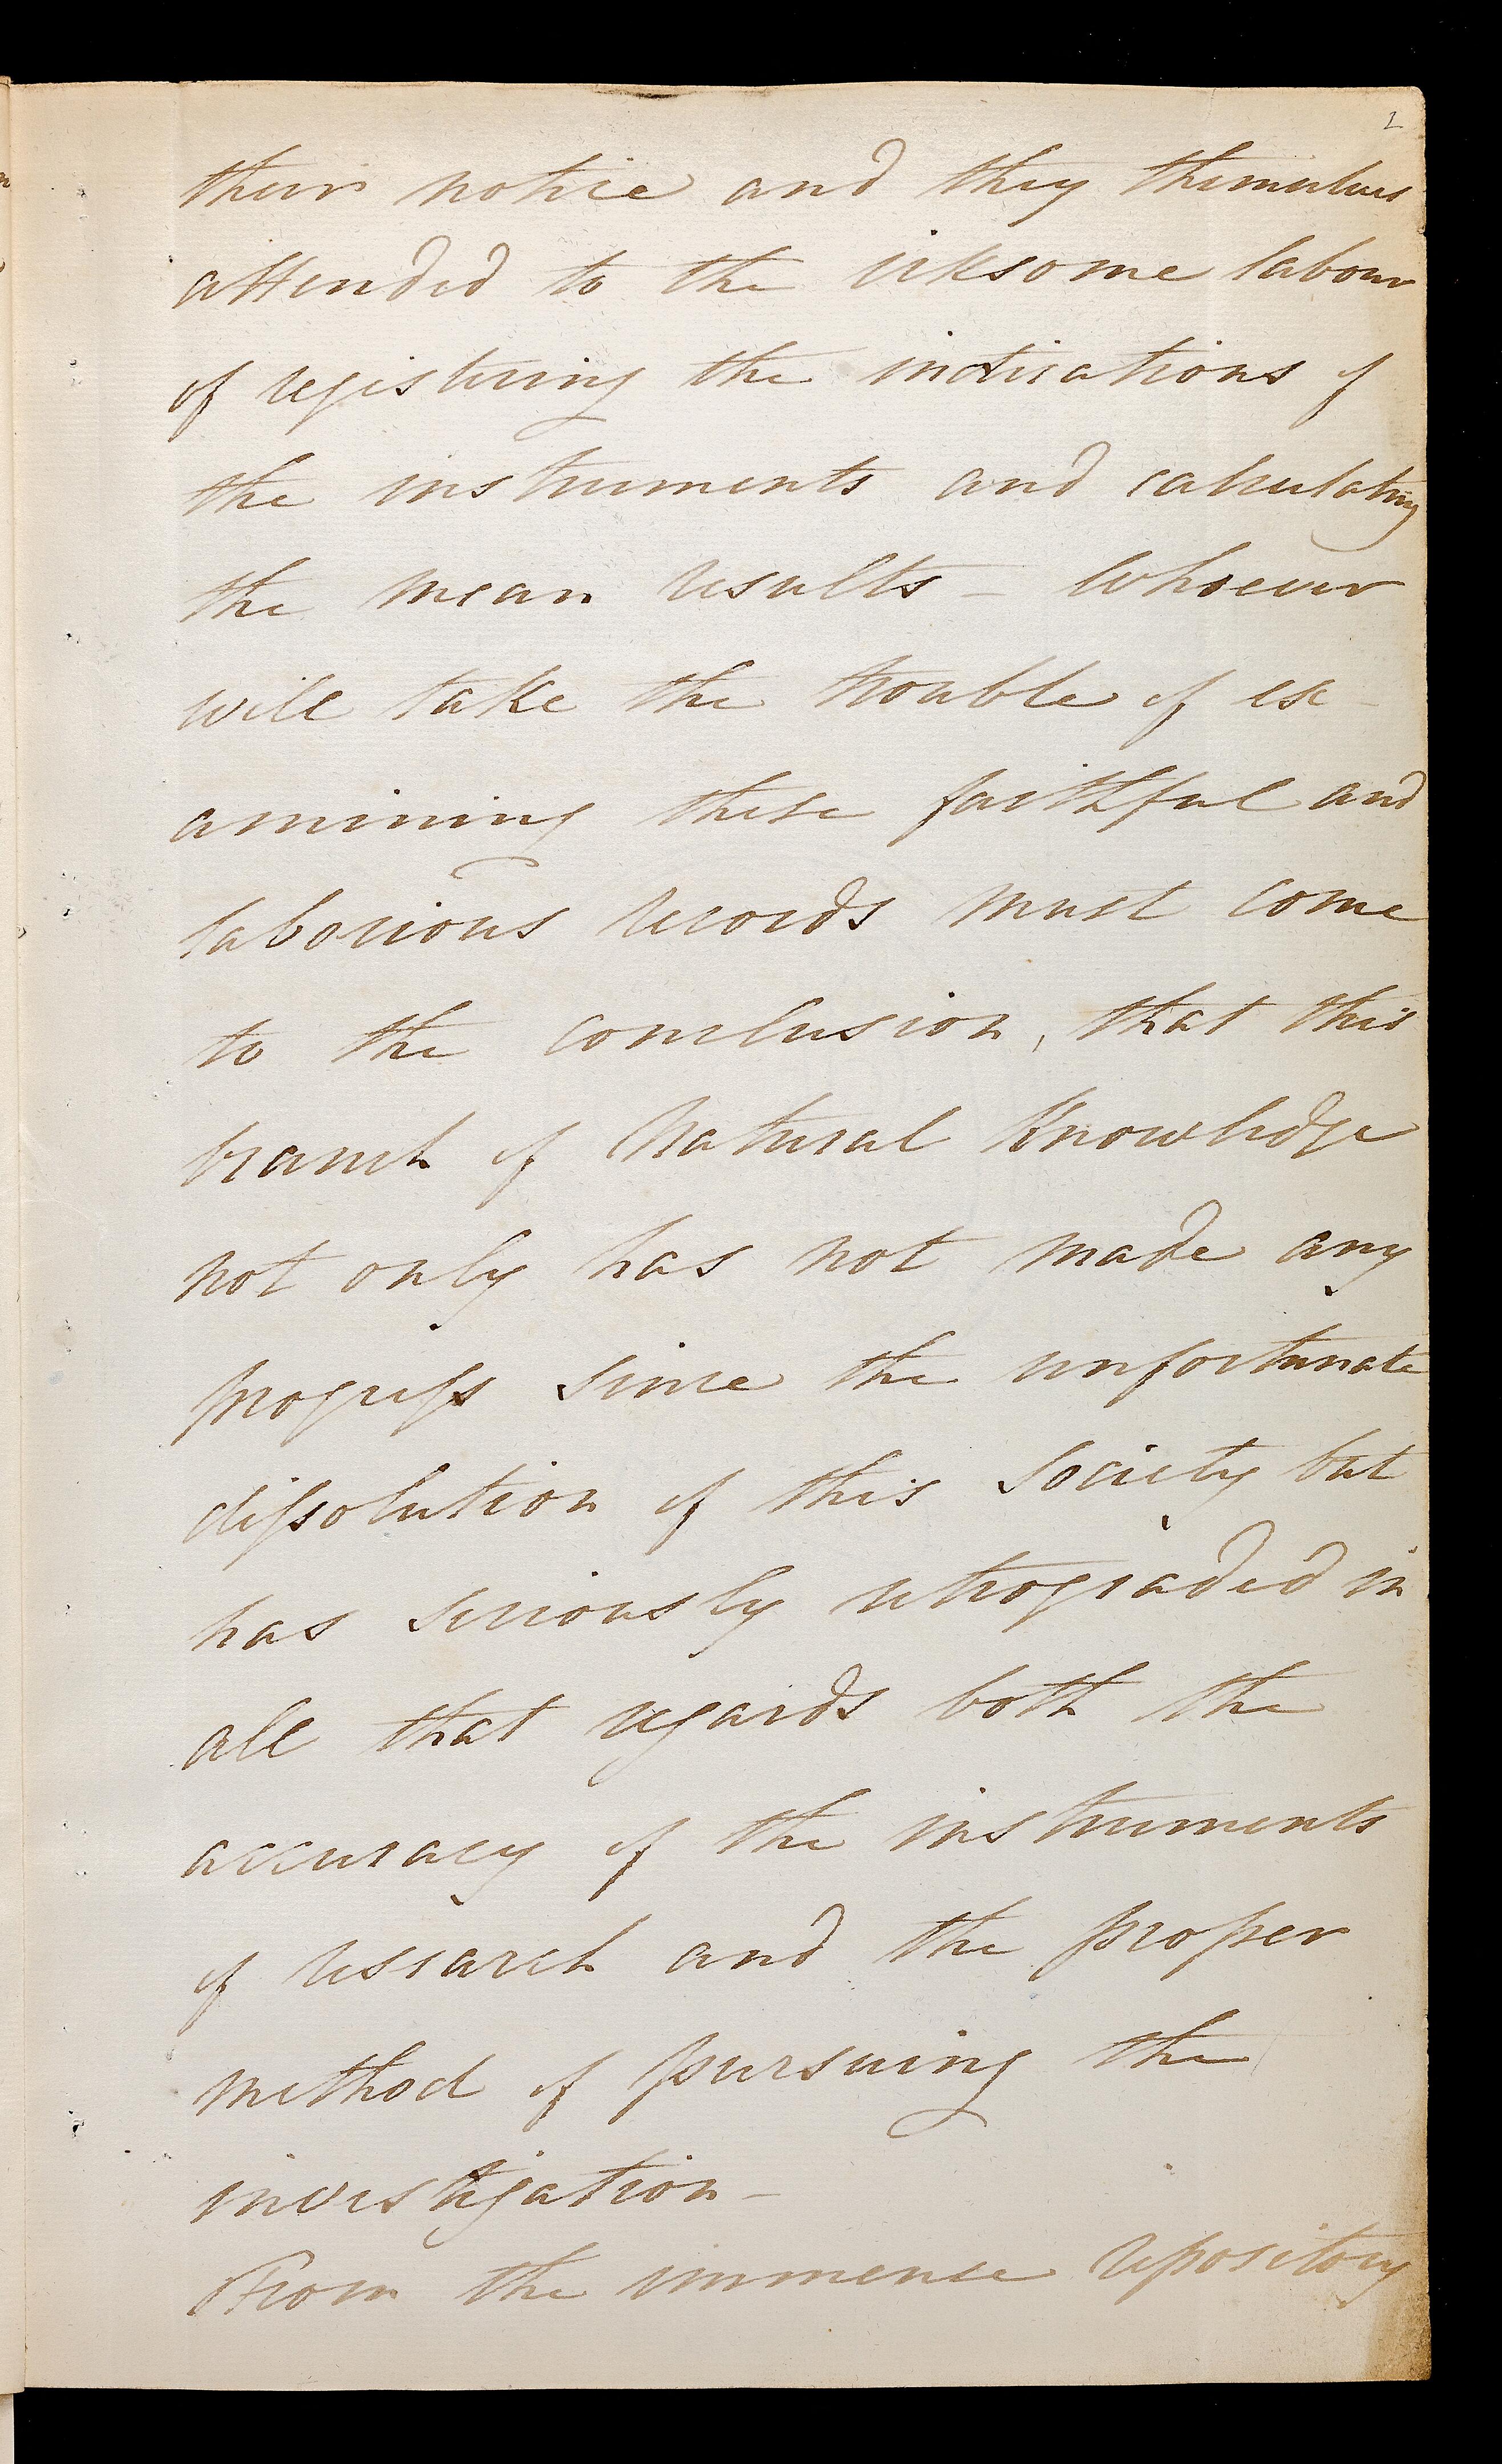 2
their notice and they themselves
attended to the irksome labour
of registering the indications of
the instruments and calculating
the mean results – Whoever
will take the trouble of ex-
amining these faithful and
laborious records must come
to the conclusion, that this
branch of Natural Knowledge
not only has not made any
progreſs since the unfortunate
diſsolution of this Society but
has seriously retrograded in
all that regards both the
accuracy of the instruments
of research and the proper
method of pursuing the
investigation –
From the immense repository